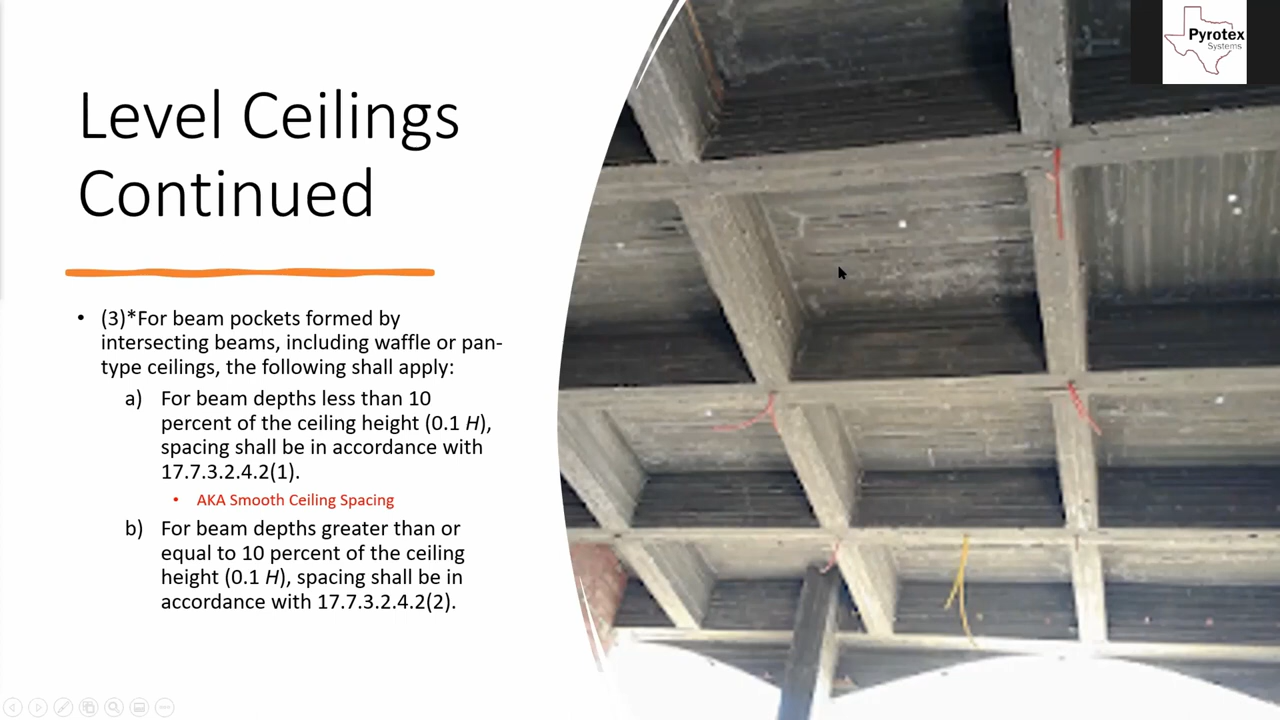 Pyrotex
Systems
Level Ceilings
Continued
• (3)*For beam pockets formed by
intersecting beams, including waffle or pan-
type ceilings, the following shall apply:
a) For beam depths less than 10
percent of the ceiling height (0.1 H),
spacing shall be in accordance with
17.7.3.2.4.2(1).
• AKA Smooth Ceiling Spacing
b) For beam depths greater than or
equal to 10 percent of the ceiling
height (0.1 H), spacing shall be in
accordance with 17.7.3.2.4.2(2).